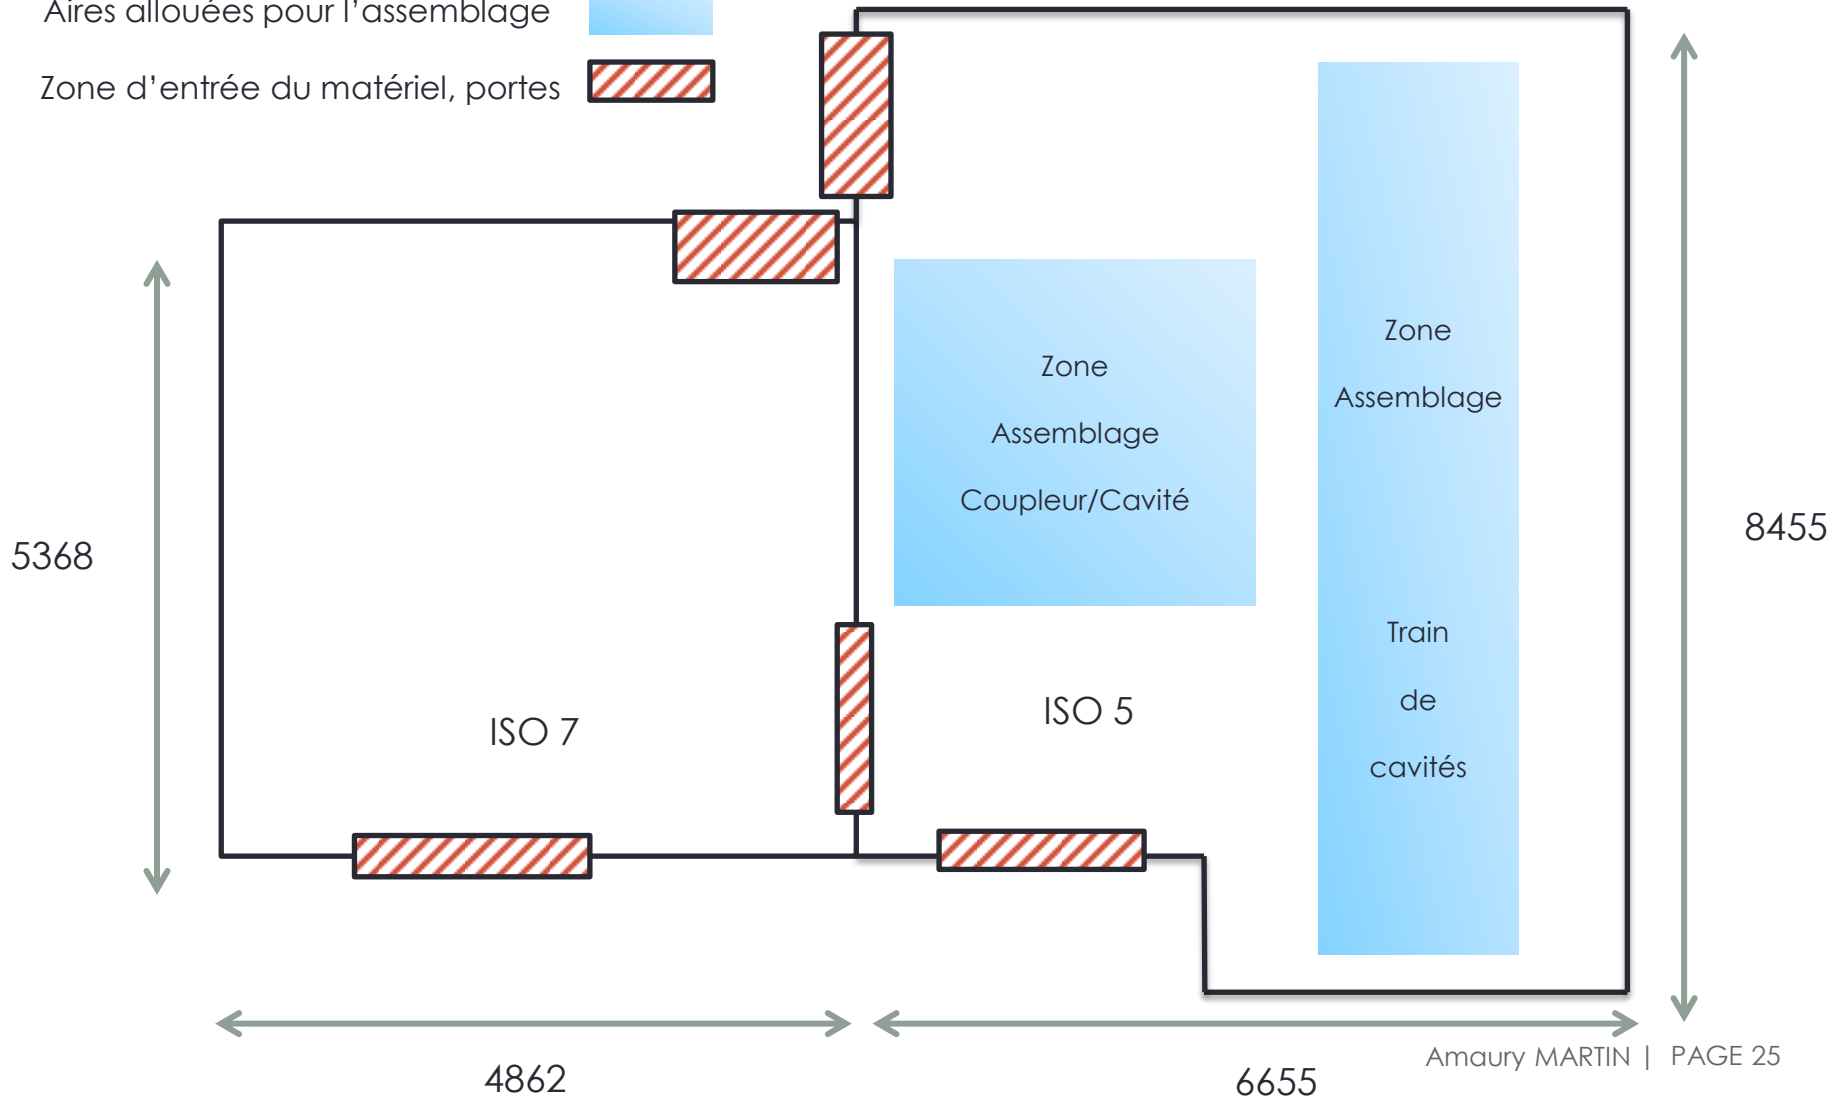 Aires allouées pour l’assemblage
Zone d’entrée du matériel, portes
Zone
Assemblage
Coupleur/Cavité
Zone
Assemblage
Train
de
cavités
5368
8455
ISO 7
ISO 5
4862
6655
Amaury MARTIN | PAGE 25